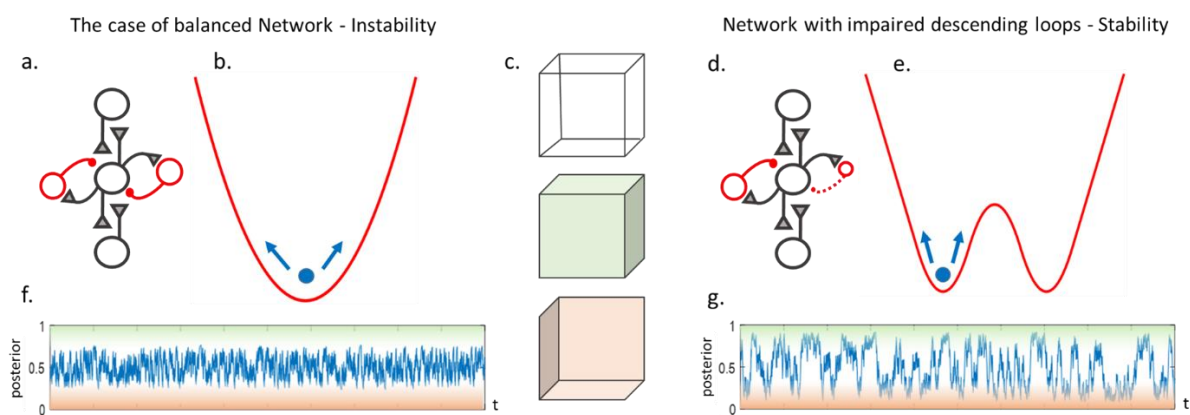 The case of balanced Network - Instability
Network with impaired descending loops - Stability
a.
b.
c.
d.
e.
f.
1
0.5
0
posterior
t
g.
1
0.5
0
posterior
t